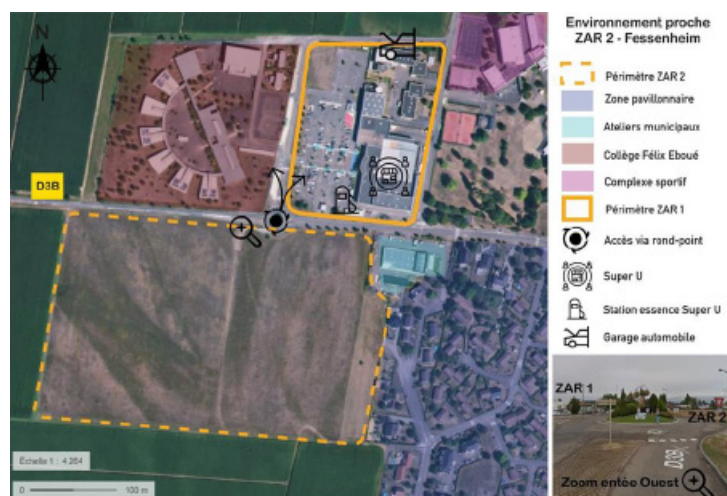 N
D3B
Echelle 1 : 4.264
0 100 m
Environnement proche
ZAR 2 - Fessenheim
Périmètre ZAR 2
Zone pavillonnaire
Ateliers municipaux
Collège Félix Eboué
Complexe sportif
Périmètre ZAR 1
Accès via rond-point
Super U
Station essence Super U
Garage automobile
ZAR 1
ZAR 2
D3B
Zoom entée Ouest